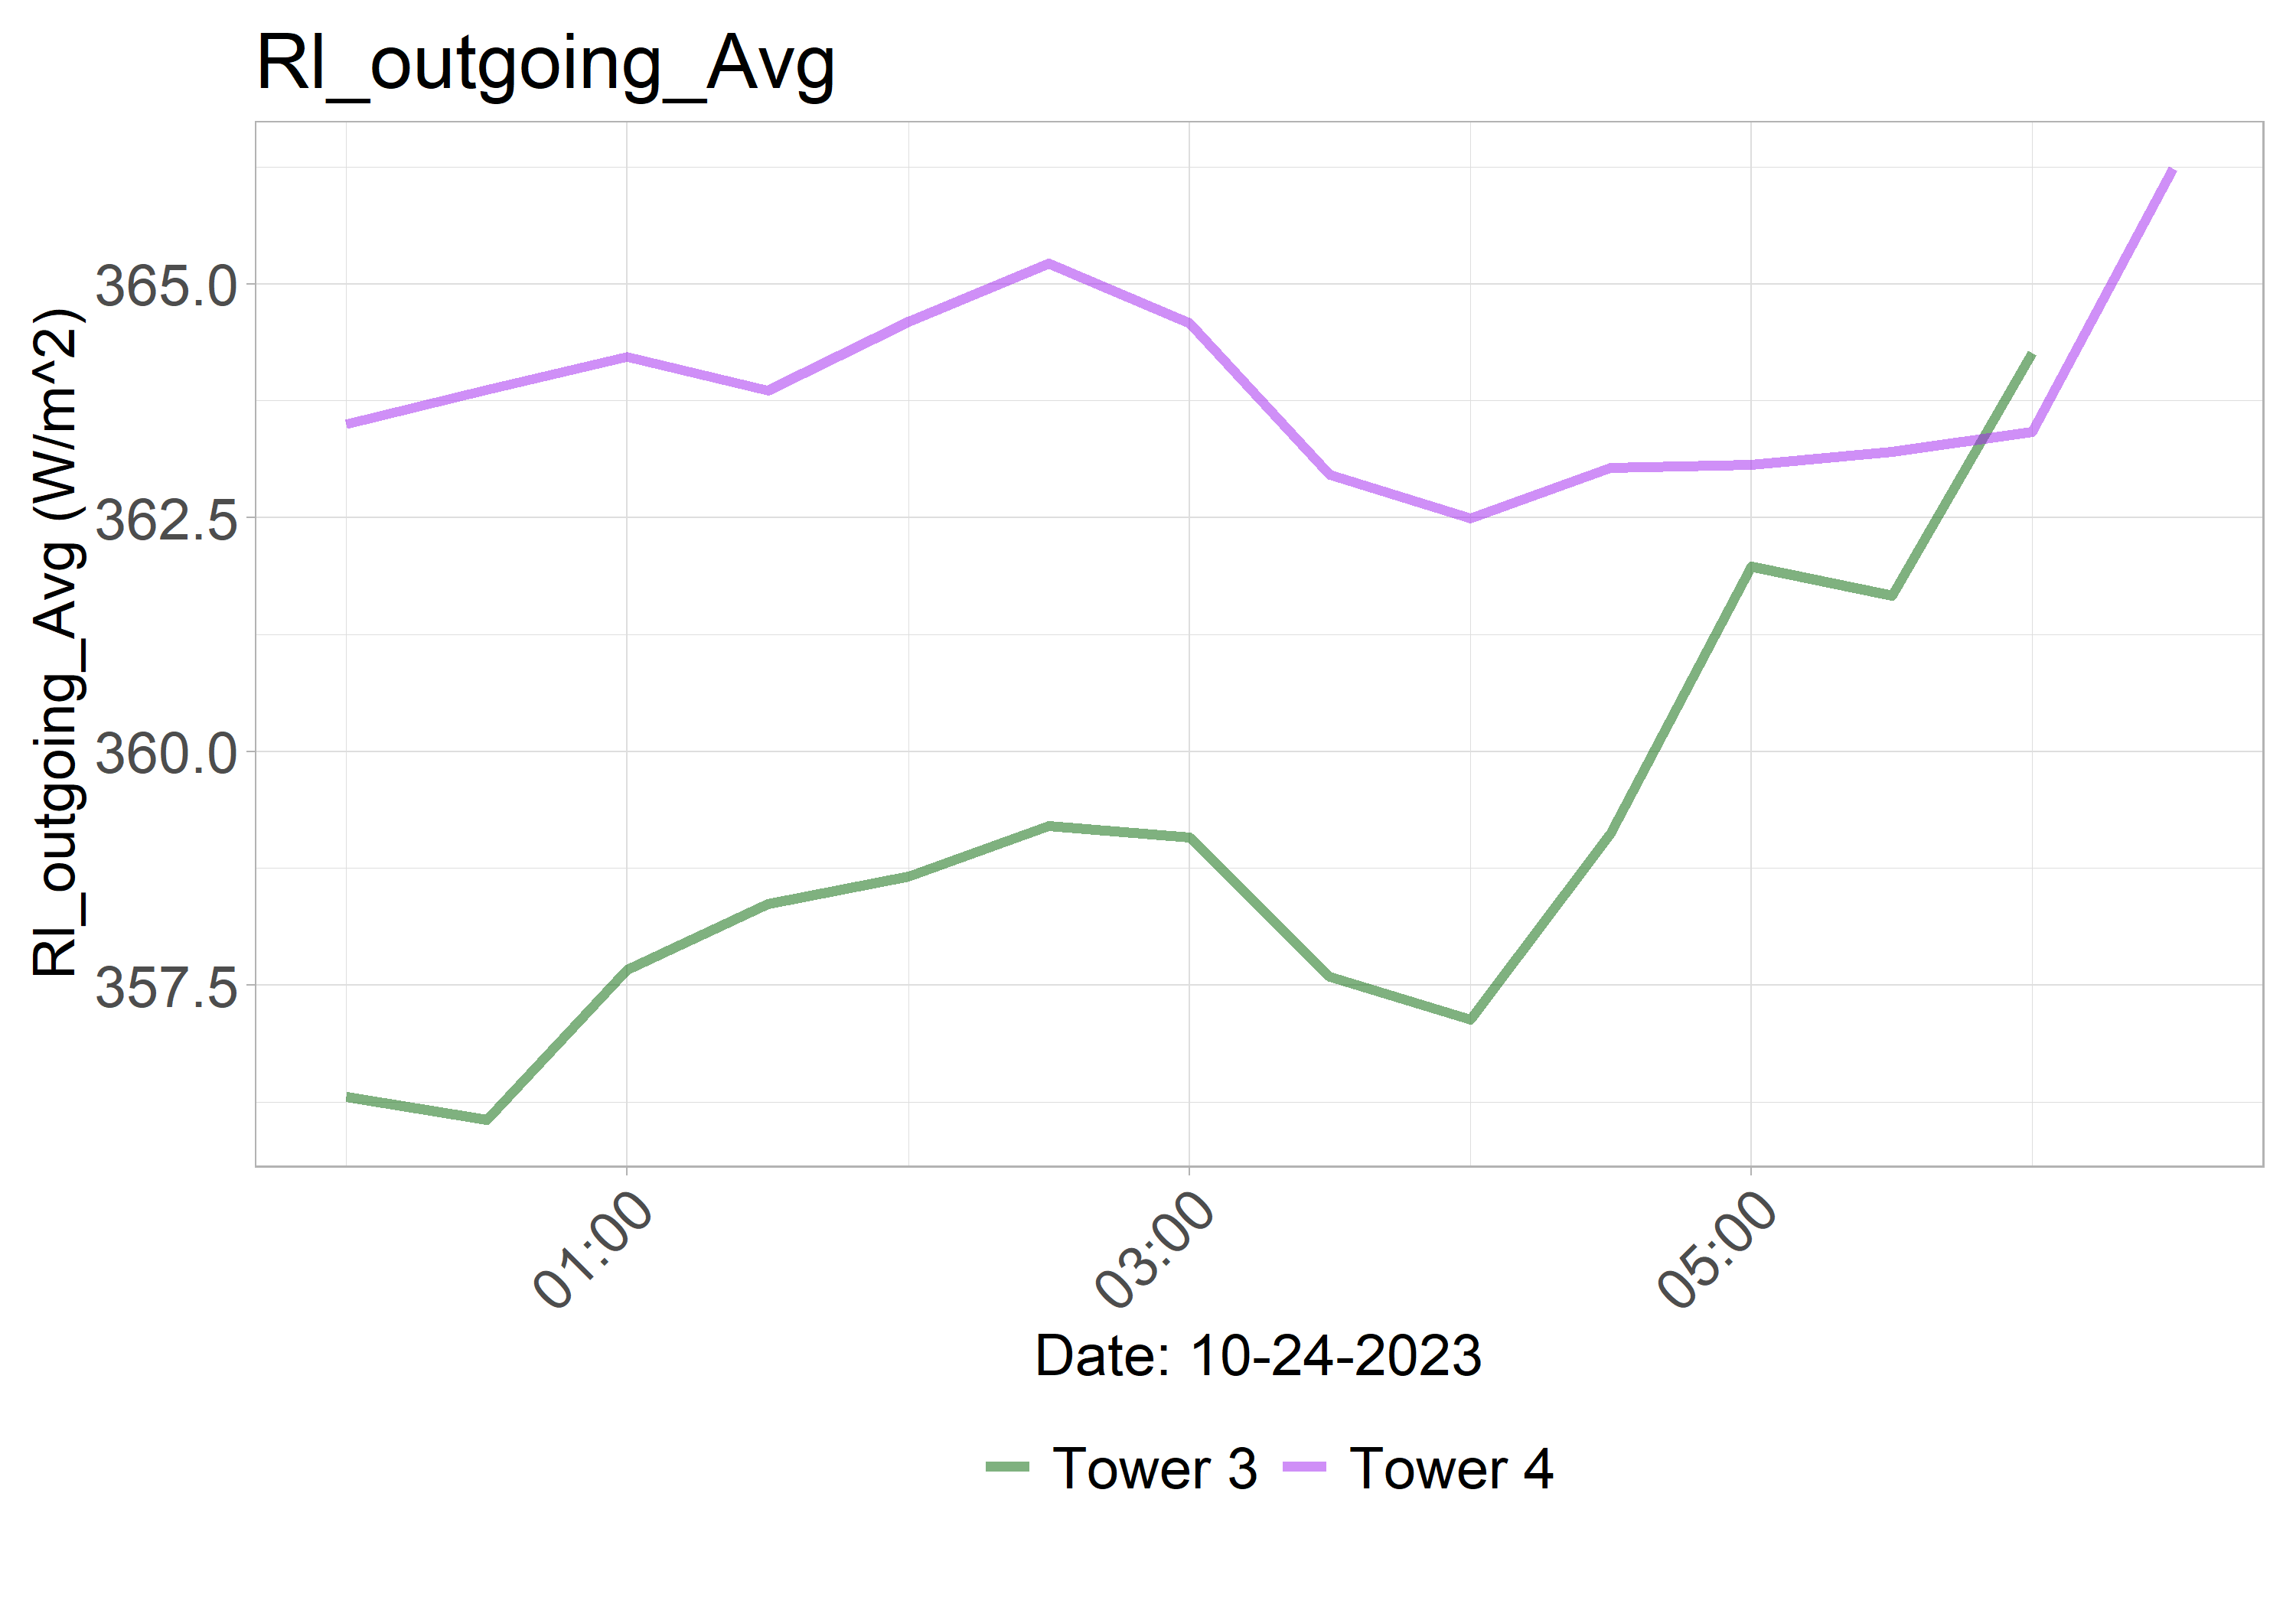 Rl_outgoing_Avg
Rl_outgoing_Avg (W/m^2)
365.0
362.5
360.0
357.5
01:00
03:00
05:00
Date: 10-24-2023
Tower 3
Tower 4